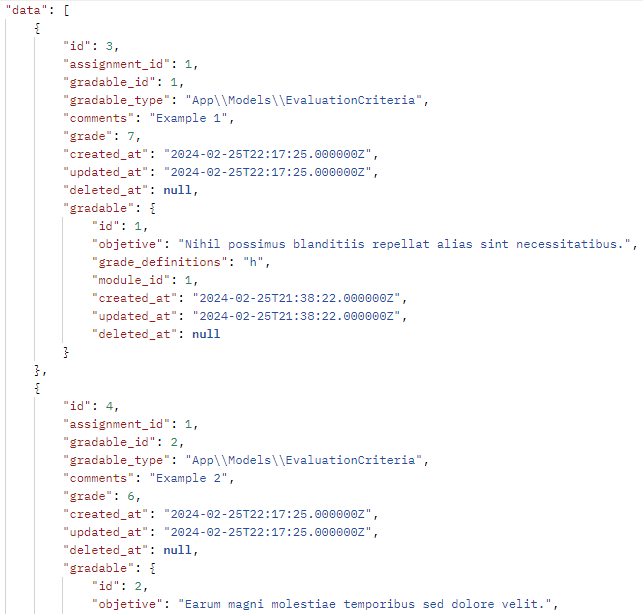 "data": [
{
"id": 3,
"assignment_id": 1,
"gradable_id": 1,
"gradable_type": "App\\Models\\EvaluationCriteria",
"comments": "Example 1",
"grade": 7,
"created_at": "2024-02-25T22:17:25.000000Z",
"updated_at": "2024-02-25T22:17:25.000000Z",
"deleted_at": null,
"gradable": {
"id": 1,
"objetive": "Nihil possimus blanditiis repellat alias sint necessitatibus.",
"grade_definitions": "h",
"module_id": 1,
"created_at": "2024-02-25T21:38:22.000000Z",
"updated_at": "2024-02-25T21:38:22.000000Z",
"deleted_at": null
}
},
{
"id": 4,
"assignment_id": 1,
"gradable_id": 2,
"gradable_type": "App\\Models\\EvaluationCriteria",
"comments": "Example 2",
"grade": 6,
"created_at": "2024-02-25T22:17:25.000000Z",
"updated_at": "2024-02-25T22:17:25.000000Z",
"deleted_at": null,
"gradable": {
"id": 2,
"objetive": "Earum magni molestiae temporibus sed dolore velit.",